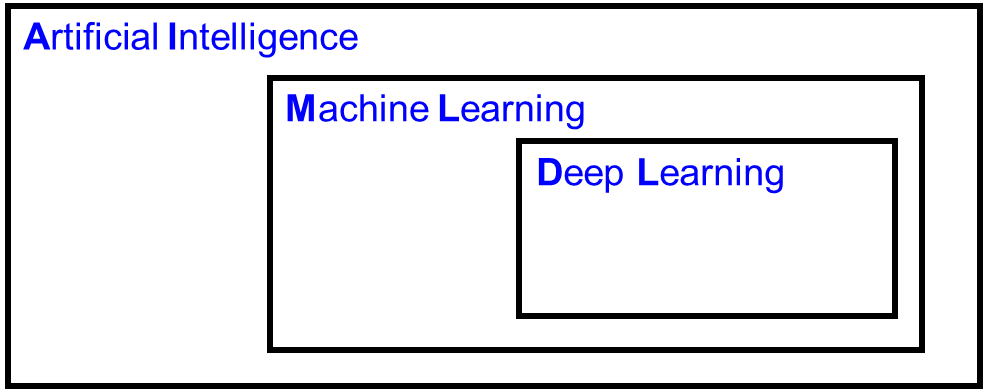 Artificial Intelligence
Machine Learning
Deep Learning